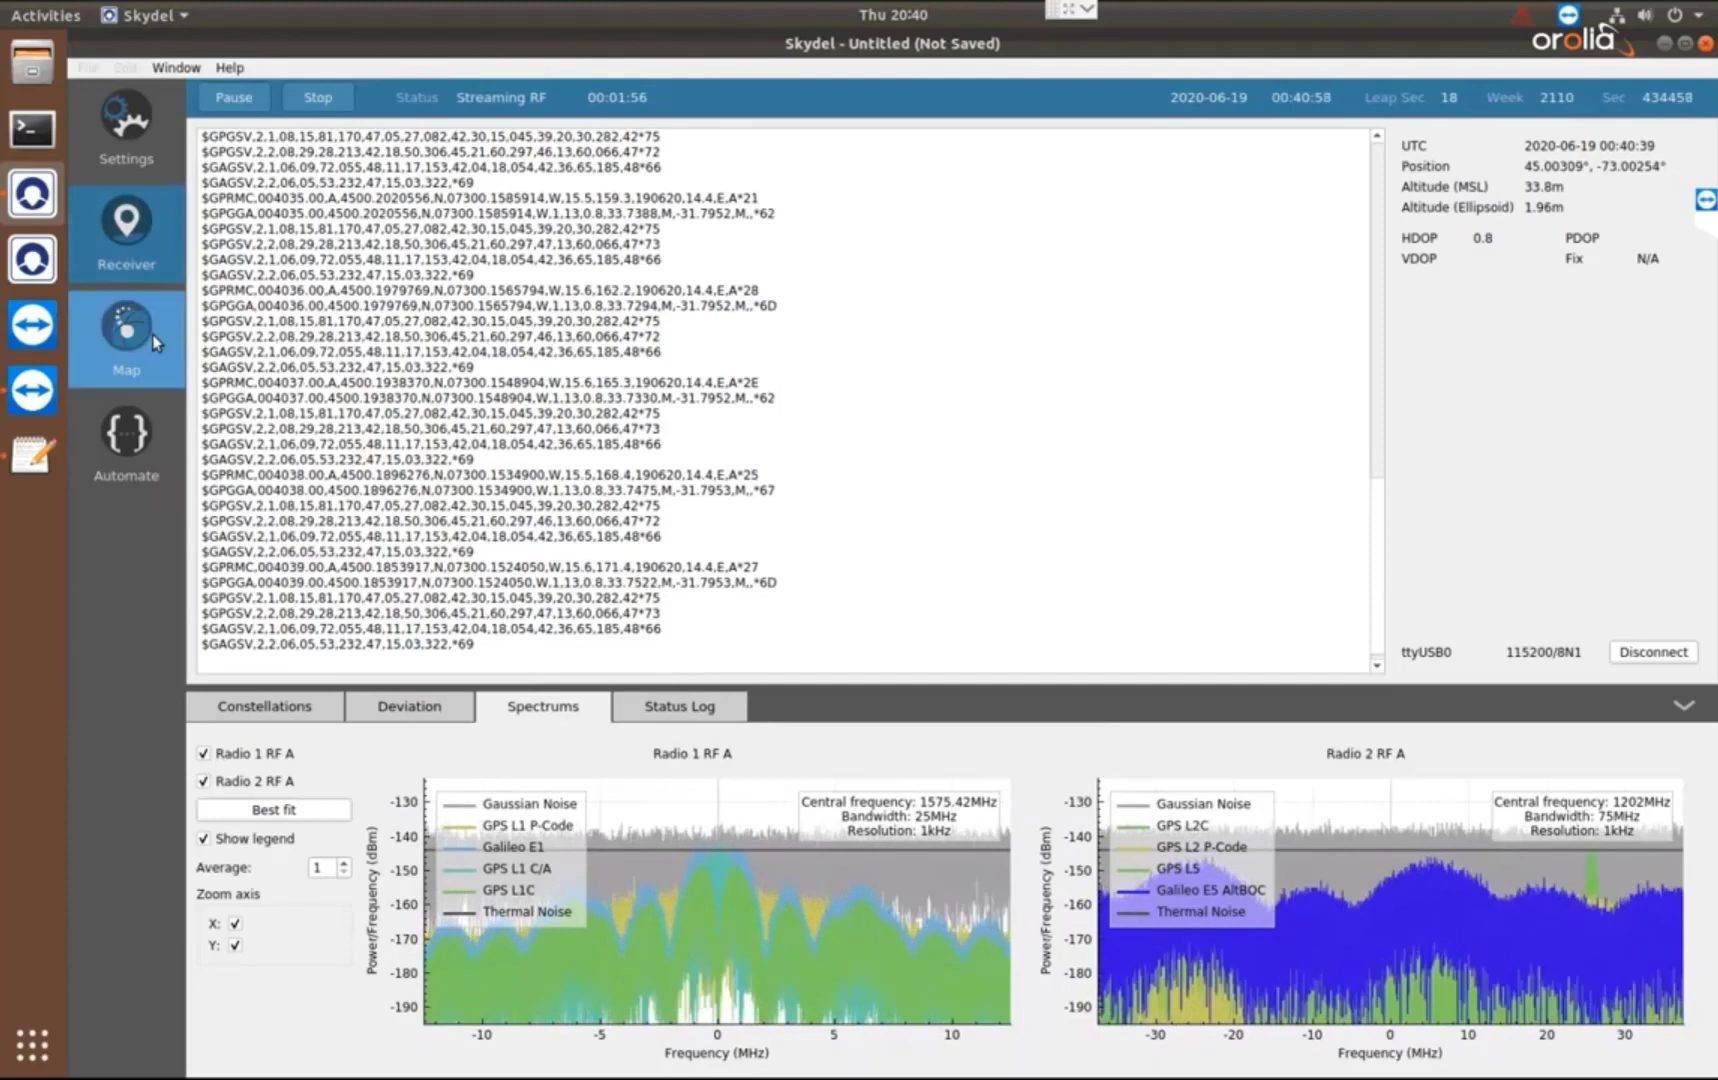 Activities
Skydel
Thu 20:40
Skydel - Untitled (Not Saved)
orolia
File Edit Window Help
Pause Stop Status Streaming RF 00:01:56 2020-06-19 00:40:58 Leap Sec 18 Week 2110 Sec 434458
Settings
Receiver
Map
Automate
$GPGSV,2,1,08,15,81,170,47,05,27,082,42,30,15,045,39,20,30,282,42*75
$GPGSV,2,2,08,29,28,213,42,18,50,306,45,21,60,297,46,13,60,066,47*72
$GAGSV,2,1,06,09,72,055,48,11,17,153,42,04,18,054,42,36,65,185,48*66
$GAGSV,2,2,06,05,53,232,47,15,03,322,*69
$GPRMC,004035.00,A,4500.2020556,N,07300.1585914,W,15.5,159.3,190620,14.4,E,A*21
$GPGGA,004035.00,4500.2020556,N,07300.1585914,W,1,13,0.8,33.7388,M,-31.7952,M,,*62
$GPGSV,2,1,08,15,81,170,47,05,27,082,42,30,15,045,39,20,30,282,42*75
$GPGSV,2,2,08,29,28,213,42,18,50,306,45,21,60,297,47,13,60,066,47*73
$GAGSV,2,1,06,09,72,055,48,11,17,153,42,04,18,054,42,36,65,185,48*66
$GAGSV,2,2,06,05,53,232,47,15,03,322,*69
$GPRMC,004036.00,A,4500.1979769,N,07300.1565794,W,15.6,162.2,190620,14.4,E,A*28
$GPGGA,004036.00,4500.1979769,N,07300.1565794,W,1,13,0.8,33.7294,M,-31.7952,M,,*6D
$GPGSV,2,1,08,15,81,170,47,05,27,082,42,30,15,045,39,20,30,282,42*75
$GPGSV,2,2,08,29,28,213,42,18,50,306,45,21,60,297,46,13,60,066,47*72
$GAGSV,2,1,06,09,72,055,48,11,17,153,42,04,18,054,42,36,65,185,48*66
$GAGSV,2,2,06,05,53,232,47,15,03,322,*69
$GPRMC,004037.00,A,4500.1938370,N,07300.1548904,W,15.6,165.3,190620,14.4,E,A*2E
$GPGGA,004037.00,4500.1938370,N,07300.1548904,W,1,13,0.8,33.7330,M,-31.7952,M,,*62
$GPGSV,2,1,08,15,81,170,47,05,27,082,42,30,15,045,39,20,30,282,42*75
$GPGSV,2,2,08,29,28,213,42,18,50,306,45,21,60,297,47,13,60,066,47*73
$GAGSV,2,1,06,09,72,055,48,11,17,153,42,04,18,054,42,36,65,185,48*66
$GAGSV,2,2,06,05,53,232,47,15,03,322,*69
$GPRMC,004038.00,A,4500.1896276,N,07300.1534900,W,15.5,168.4,190620,14.4,E,A*25
$GPGGA,004038.00,4500.1896276,N,07300.1534900,W,1,13,0.8,33.7475,M,-31.7953,M,,*67
$GPGSV,2,1,08,15,81,170,47,05,27,082,42,30,15,045,39,20,30,282,42*75
$GPGSV,2,2,08,29,28,213,42,18,50,306,45,21,60,297,46,13,60,066,47*72
$GAGSV,2,1,06,09,72,055,48,11,17,153,42,04,18,054,42,36,65,185,48*66
$GAGSV,2,2,06,05,53,232,47,15,03,322,*69
$GPRMC,004039.00,A,4500.1853917,N,07300.1524050,W,15.6,171.4,190620,14.4,E,A*27
$GPGGA,004039.00,4500.1853917,N,07300.1524050,W,1,13,0.8,33.7522,M,-31.7953,M,,*6D
$GPGSV,2,1,08,15,81,170,47,05,27,082,42,30,15,045,39,20,30,282,42*75
$GPGSV,2,2,08,29,28,213,42,18,50,306,45,21,60,297,47,13,60,066,47*73
$GAGSV,2,1,06,09,72,055,48,11,17,153,42,04,18,054,42,36,65,185,48*66
$GAGSV,2,2,06,05,53,232,47,15,03,322,*69
UTC 2020-06-19 00:40:39
Position 45.00309°, -73.00254°
Altitude (MSL) 33.8m
Altitude (Ellipsoid) 1.96m
HDOP 0.8 PDOP
VDOP Fix N/A
ttyUSB0 115200/8N1 Disconnect
Constellations Deviation Spectrums Status Log
Radio 1 RF A
Radio 2 RF A
Best fit
Show legend
Average: 1
Zoom axis
X:
Y:
Radio 1 RF A
Gaussian Noise
GPS L1 P-Code
Galileo E1
GPS L1 C/A
GPS L1C
Thermal Noise
Central frequency: 1575.42MHz
Bandwidth: 25MHz
Resolution: 1kHz
Power/Frequency (dBm)
-130
-140
-150
-160
-170
-180
-190
-10 -5 0 5 10
Frequency (MHz)
Radio 2 RF A
Gaussian Noise
GPS L2C
GPS L2 P-Code
GPS L5
Galileo E5 AltBOC
Thermal Noise
Central frequency: 1202MHz
Bandwidth: 75MHz
Resolution: 1kHz
Power/Frequency (dBm)
-130
-140
-150
-160
-170
-180
-190
-30 -20 -10 0 10 20 30
Frequency (MHz)